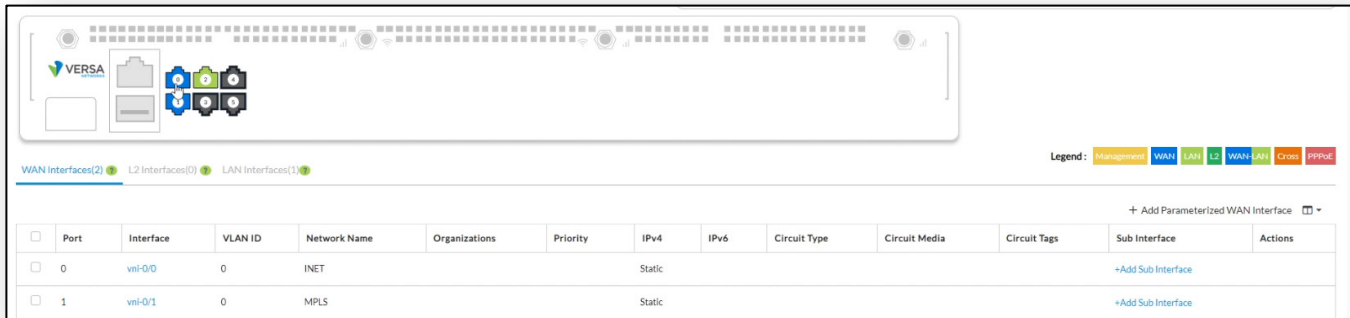 VERSA
NETWORKS
0 2 4
1 3 5
Legend : Management WAN LAN L2 WAN-LAN Cross PPPoE
WAN Interfaces(2) ? L2 Interfaces(0) ? LAN Interfaces(1) ?
+ Add Parameterized WAN Interface
Port Interface VLAN ID Network Name Organizations Priority IPv4 IPv6 Circuit Type Circuit Media Circuit Tags Sub Interface Actions
0 vni-0/0 0 INET Static +Add Sub Interface
1 vni-0/1 0 MPLS Static +Add Sub Interface